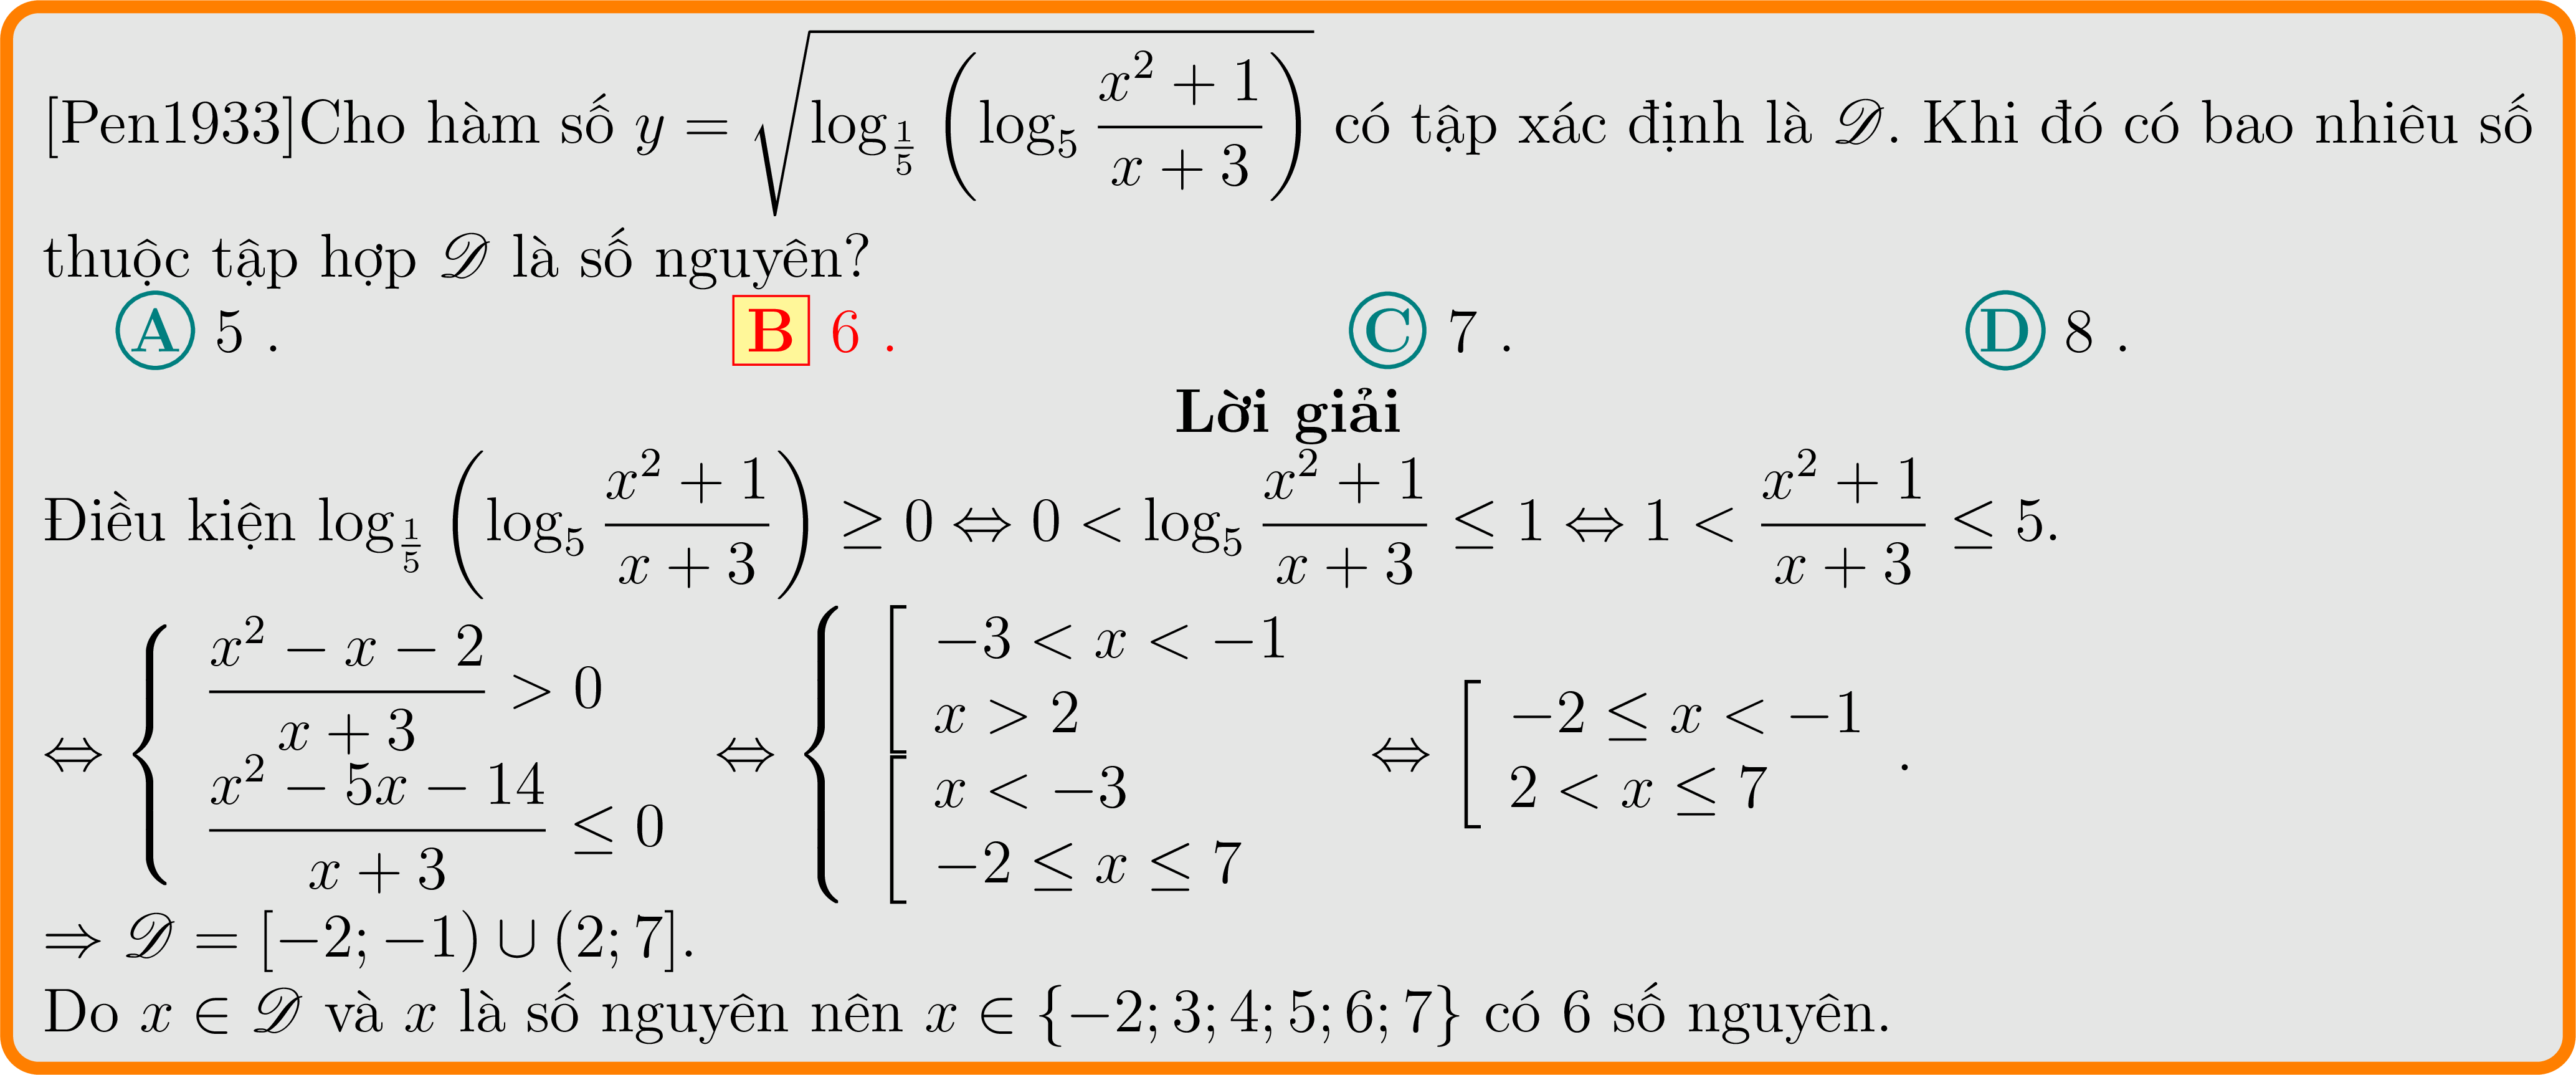 [Pen1933]Cho hàm số $y = \sqrt{\log_{\frac{1}{5}} \left( \log_5 \frac{x^2+1}{x+3} \right)}$ có tập xác định là $\mathscr{D}$. Khi đó có bao nhiêu số
thuộc tập hợp $\mathscr{D}$ là số nguyên?
A 5 . B 6 . C 7 . D 8 .
Lời giải
Điều kiện $\log_{\frac{1}{5}} \left( \log_5 \frac{x^2+1}{x+3} \right) \geq 0 \Leftrightarrow 0 < \log_5 \frac{x^2+1}{x+3} \leq 1 \Leftrightarrow 1 < \frac{x^2+1}{x+3} \leq 5.$
$\Leftrightarrow \begin{cases} \frac{x^2-x-2}{x+3} > 0 \\ \frac{x^2-5x-14}{x+3} \leq 0 \end{cases} \Leftrightarrow \begin{cases} \left[ \begin{array}{l} -3 < x < -1 \\ x > 2 \end{array} \right. \\ \left[ \begin{array}{l} x < -3 \\ -2 \leq x \leq 7 \end{array} \right. \end{cases} \Leftrightarrow \left[ \begin{array}{l} -2 \leq x < -1 \\ 2 < x \leq 7 \end{array} \right. .$
$\Rightarrow \mathscr{D} = [-2; -1) \cup (2; 7].$
Do $x \in \mathscr{D}$ và $x$ là số nguyên nên $x \in \{-2; 3; 4; 5; 6; 7\}$ có 6 số nguyên.